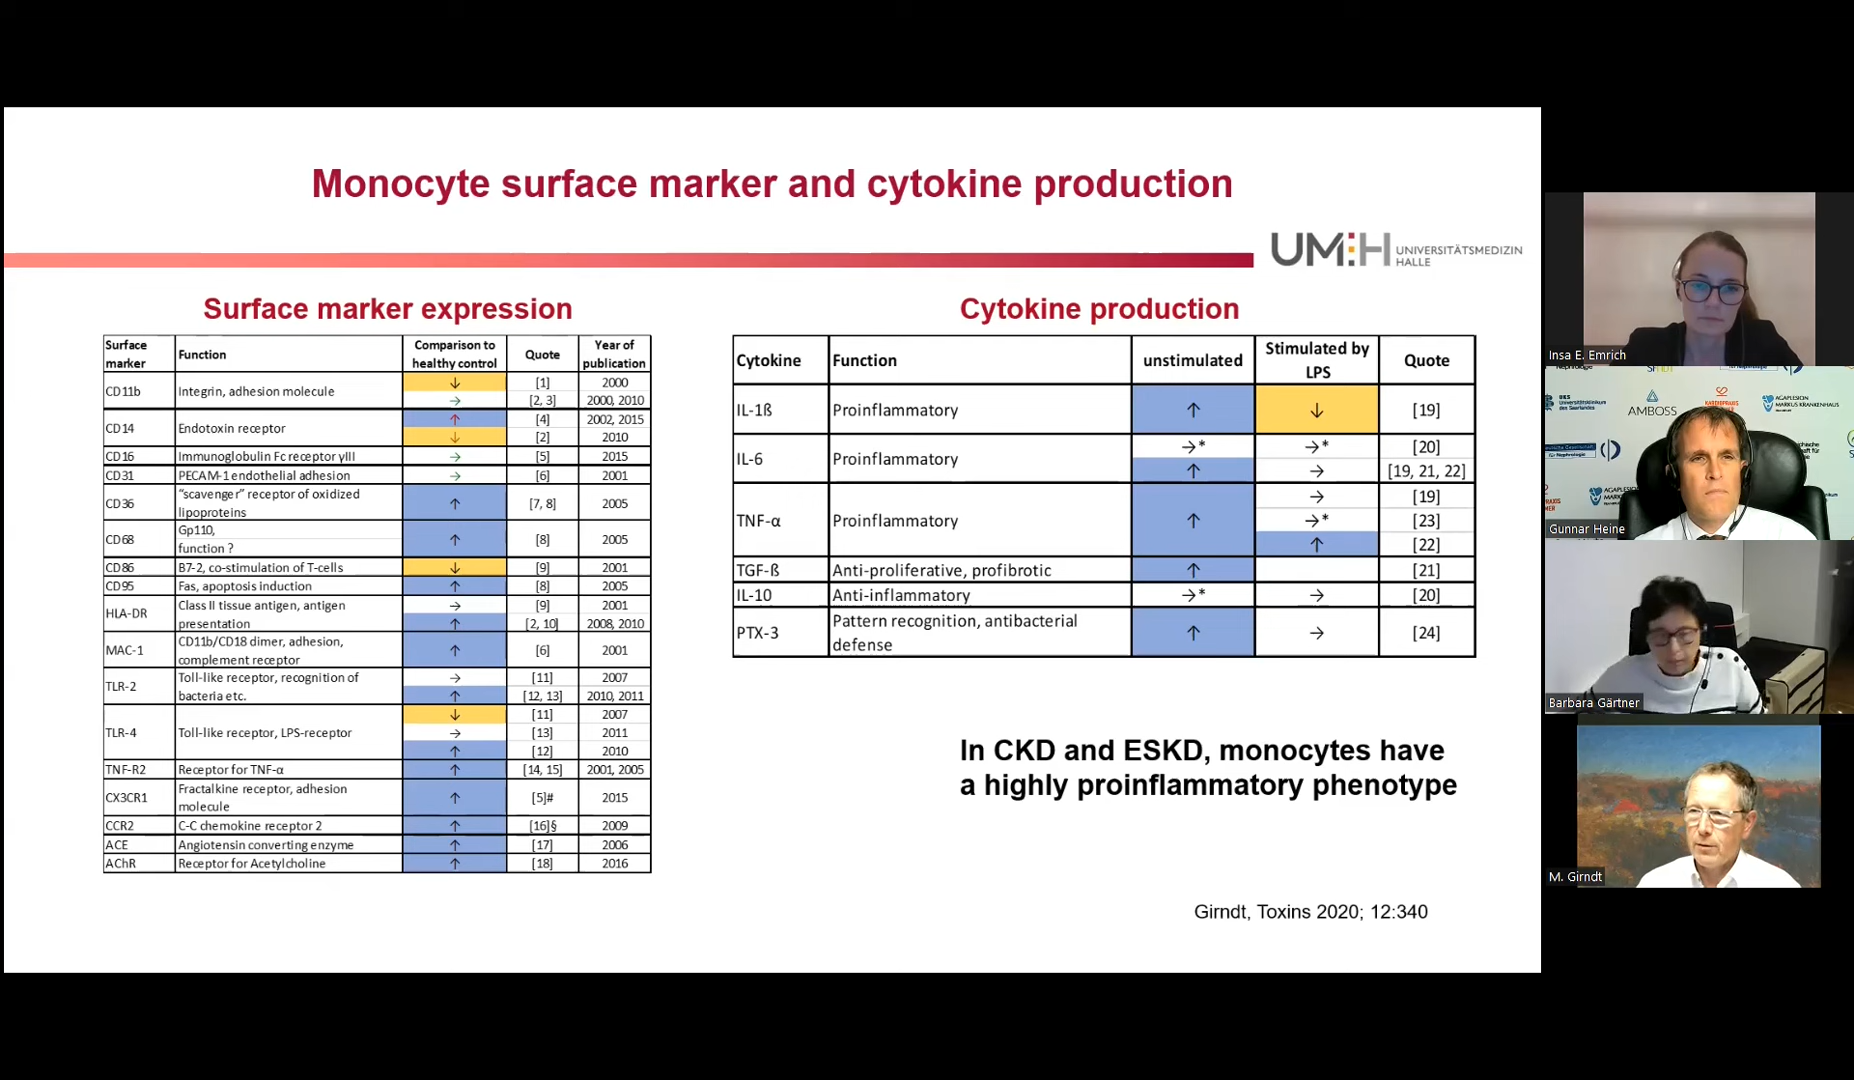 Monocyte surface marker and cytokine production
UM:H UNIVERSITÄTSMEDIZIN
HALLE
Surface marker expression
Surface marker Function Comparison to healthy control Quote Year of publication
CD11b Integrin, adhesion molecule ↓ [1] 2000
→ [2, 3] 2000, 2010
CD14 Endotoxin receptor ↑ [4] 2002, 2015
↓ [2] 2010
CD16 Immunoglobulin Fc receptor γIII → [5] 2015
CD31 PECAM-1 endothelial adhesion → [6] 2001
CD36 “scavenger” receptor of oxidized lipoproteins ↑ [7, 8] 2005
CD68 Gp110, function ? ↑ [8] 2005
CD86 B7-2, co-stimulation of T-cells ↓ [9] 2001
CD95 Fas, apoptosis induction ↑ [8] 2005
HLA-DR Class II tissue antigen, antigen presentation → [9] 2001
↑ [2, 10] 2008, 2010
MAC-1 CD11b/CD18 dimer, adhesion, complement receptor ↑ [6] 2001
TLR-2 Toll-like receptor, recognition of bacteria etc. → [11] 2007
↑ [12, 13] 2010, 2011
TLR-4 Toll-like receptor, LPS-receptor ↓ [11] 2007
→ [13] 2011
↑ [12] 2010
TNF-R2 Receptor for TNF-α ↑ [14, 15] 2001, 2005
CX3CR1 Fractalkine receptor, adhesion molecule ↑ [5]# 2015
CCR2 C-C chemokine receptor 2 ↑ [16]§ 2009
ACE Angiotensin converting enzyme ↑ [17] 2006
AChR Receptor for Acetylcholine ↑ [18] 2016
Cytokine production
Cytokine Function unstimulated Stimulated by LPS Quote
IL-1ß Proinflammatory ↑ ↓ [19]
IL-6 Proinflammatory →* →* [20]
↑ → [19, 21, 22]
TNF-α Proinflammatory ↑ → [19]
→* [23]
↑ [22]
TGF-ß Anti-proliferative, profibrotic ↑ [21]
IL-10 Anti-inflammatory →* → [20]
PTX-3 Pattern recognition, antibacterial defense ↑ → [24]
In CKD and ESKD, monocytes have
a highly proinflammatory phenotype
Girndt, Toxins 2020; 12:340
Insa E. Emrich
AMBOSS
Gunnar Heine
Barbara Gärtner
M. Girndt